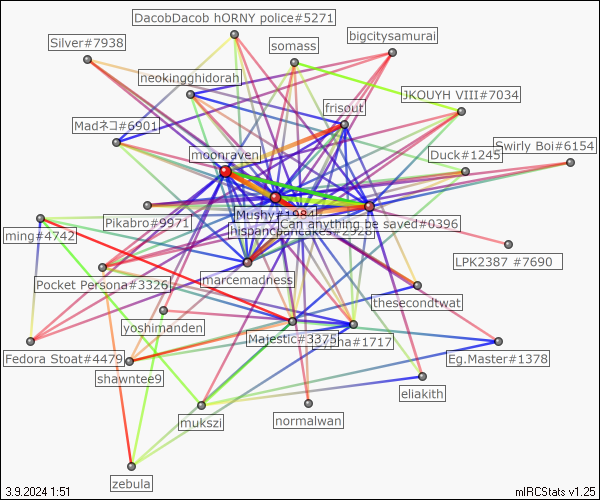 DacobDacob hORNY police#5271
Silver#7938
somass
bigcitysamurai
neokingghidorah
JKOUYH VIII#7034
frisout
Madネコ#6901
Swirly Boi#6154
Duck#1245
moonraven
Pikabro#9971
Mushy#1984
Can anything be saved#0396
ming#4742
hispancpancakes#2928
LPK2387 #7690
marcemadness
Pocket Persona#3326
thesecondtwat
yoshimanden
Majestic#3375
#1717
Fedora Stoat#4479
Eg.Master#1378
shawntee9
eliakith
mukszi
normalwan
zebula
3.9.2024 1:51
mIRCStats v1.25